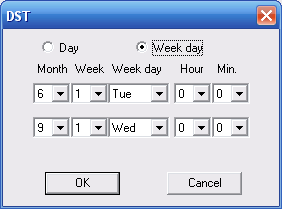 DST
Day Week day
Month Week Week day Hour Min.
6 1 Tue 0 0
9 1 Wed 0 0
OK Cancel